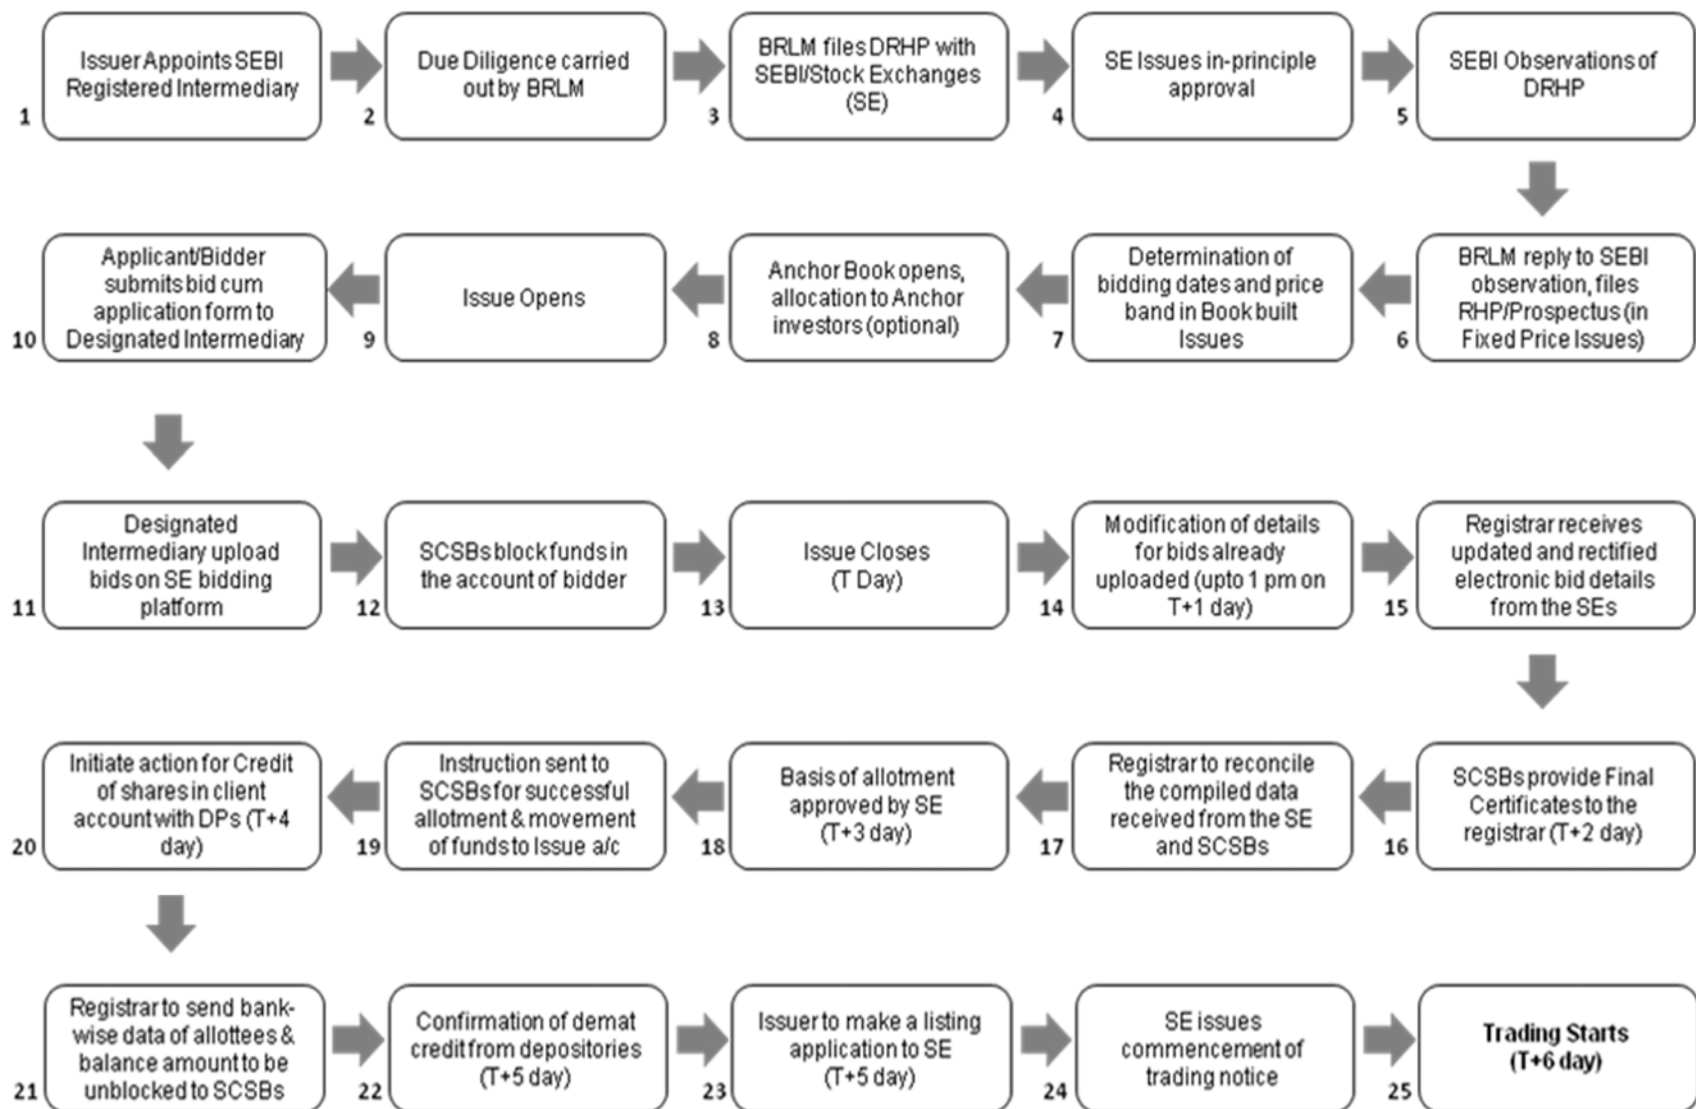 Issuer Appoints SEBI
Registered Intermediary
1
Due Diligence carried
out by BRLM
2
BRLM files DRHP with
SEBI/Stock Exchanges
(SE)
3
SE Issues in-principle
approval
4
SEBI Observations of
DRHP
5
BRLM reply to SEBI
observation, files
RHP/Prospectus (in
Fixed Price Issues)
6
Determination of
bidding dates and price
band in Book built
Issues
7
Anchor Book opens,
allocation to Anchor
investors (optional)
8
Issue Opens
9
Applicant/Bidder
submits bid cum
application form to
Designated Intermediary
10
Designated
Intermediary upload
bids on SE bidding
platform
11
SCSBs block funds in
the account of bidder
12
Issue Closes
(T Day)
13
Modification of details
for bids already
uploaded (upto 1 pm on
T+1 day)
14
Registrar receives
updated and rectified
electronic bid details
from the SEs
15
SCSBs provide Final
Certificates to the
registrar (T+2 day)
16
Registrar to reconcile
the compiled data
received from the SE
and SCSBs
17
Basis of allotment
approved by SE
(T+3 day)
18
Instruction sent to
SCSBs for successful
allotment & movement
of funds to Issue a/c
19
Initiate action for Credit
of shares in client
account with DPs (T+4
day)
20
Registrar to send bank-
wise data of allottees &
balance amount to be
unblocked to SCSBs
21
Confirmation of demat
credit from depositories
(T+5 day)
22
Issuer to make a listing
application to SE
(T+5 day)
23
SE issues
commencement of
trading notice
24
Trading Starts
(T+6 day)
25